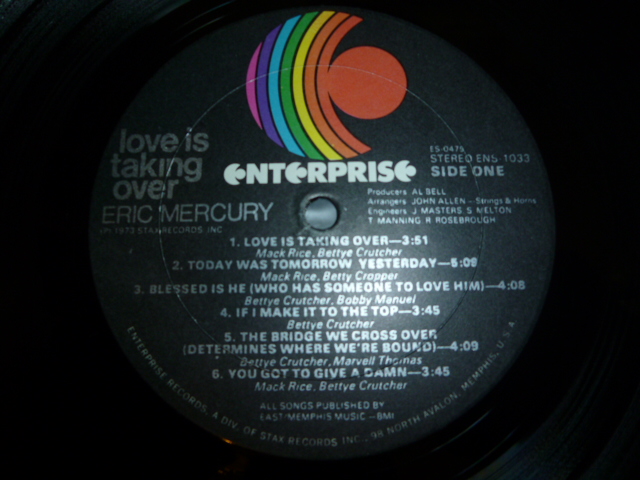 love is
taking
over
ERIC MERCURY
(P) 1973 STAX RECORDS, INC
ENTERPRISE
ES-0475
STEREO ENS-1033
SIDE ONE
Producers AL BELL
Arrangers JOHN ALLEN - Strings & Horns
Engineers J MASTERS S MELTON
T MANNING R ROSEBROUGH
1. LOVE IS TAKING OVER—3:51
Mack Rice, Bettye Crutcher
2. TODAY WAS TOMORROW YESTERDAY—5:09
Mack Rice, Betty Cropper
3. BLESSED IS HE (WHO HAS SOMEONE TO LOVE HIM)—4:08
Bettye Crutcher, Bobby Manuel
4. IF I MAKE IT TO THE TOP—3:45
Bettye Crutcher
5. THE BRIDGE WE CROSS OVER
(DETERMINES WHERE WE'RE BOUND)—4:09
Bettye Crutcher, Marvell Thomas
6. YOU GOT TO GIVE A DAMN—3:45
Mack Rice, Bettye Crutcher
ALL SONGS PUBLISHED BY
EAST MEMPHIS MUSIC—BMI
ENTERPRISE RECORDS, A DIV. OF STAX RECORDS INC., 98 NORTH AVALON, MEMPHIS, U.S.A.